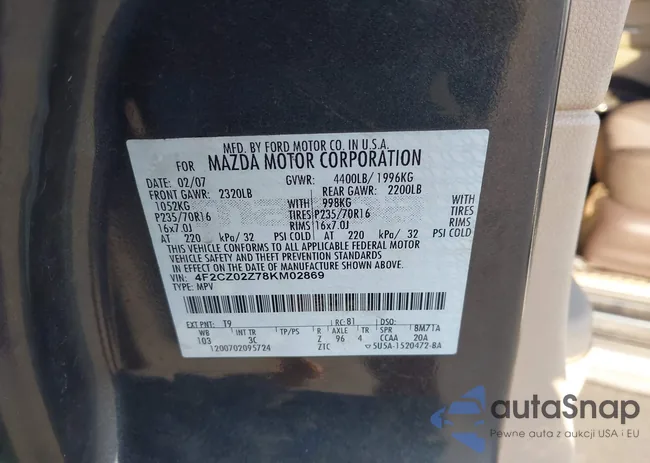 MFD. BY FORD MOTOR CO. IN U.S.A.
FOR MAZDA MOTOR CORPORATION
DATE: 02/07 GVWR: 4400LB/1996KG
FRONT GAWR: 2320LB REAR GAWR: 2200LB
1052KG WITH 998KG WITH
P235/70R16 TIRES P235/70R16 TIRES
16x7.0J RIMS 16x7.0J RIMS
AT 220 kPa/ 32 PSI COLD AT 220 kPa/ 32 PSI COLD
THIS VEHICLE CONFORMS TO ALL APPLICABLE FEDERAL MOTOR
VEHICLE SAFETY AND THEFT PREVENTION STANDARDS
IN EFFECT ON THE DATE OF MANUFACTURE SHOWN ABOVE.
VIN: 4F2CZ02Z78KM02869
TYPE: MPV
EXT PNT: T9 RC: 81 DSO:
WB INT TR TP/PS R AXLE TR SPR BM7TA
103 3C Z 96 4 CCAA 20A
1200702095724 ZTC 5U5A-1520472-BA
autaSnap
Pewne auta z aukcji USA i EU